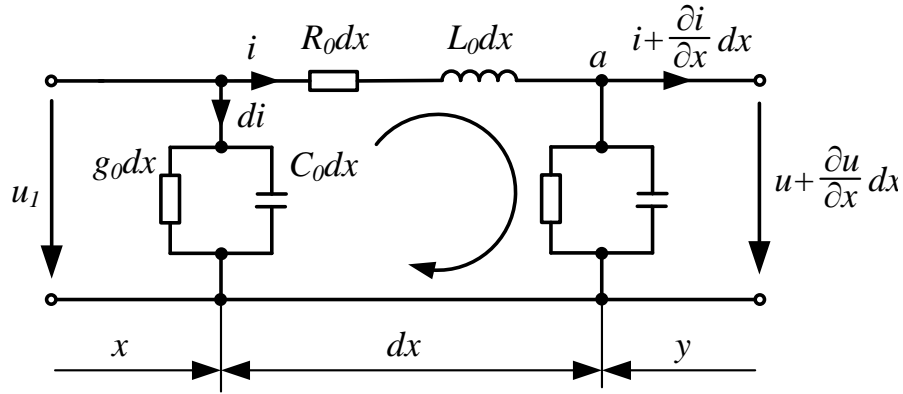 i R₀dx L₀dx a i+∂i/∂x dx
di
g₀dx C₀dx
u₁ u+∂u/∂x dx
x dx y